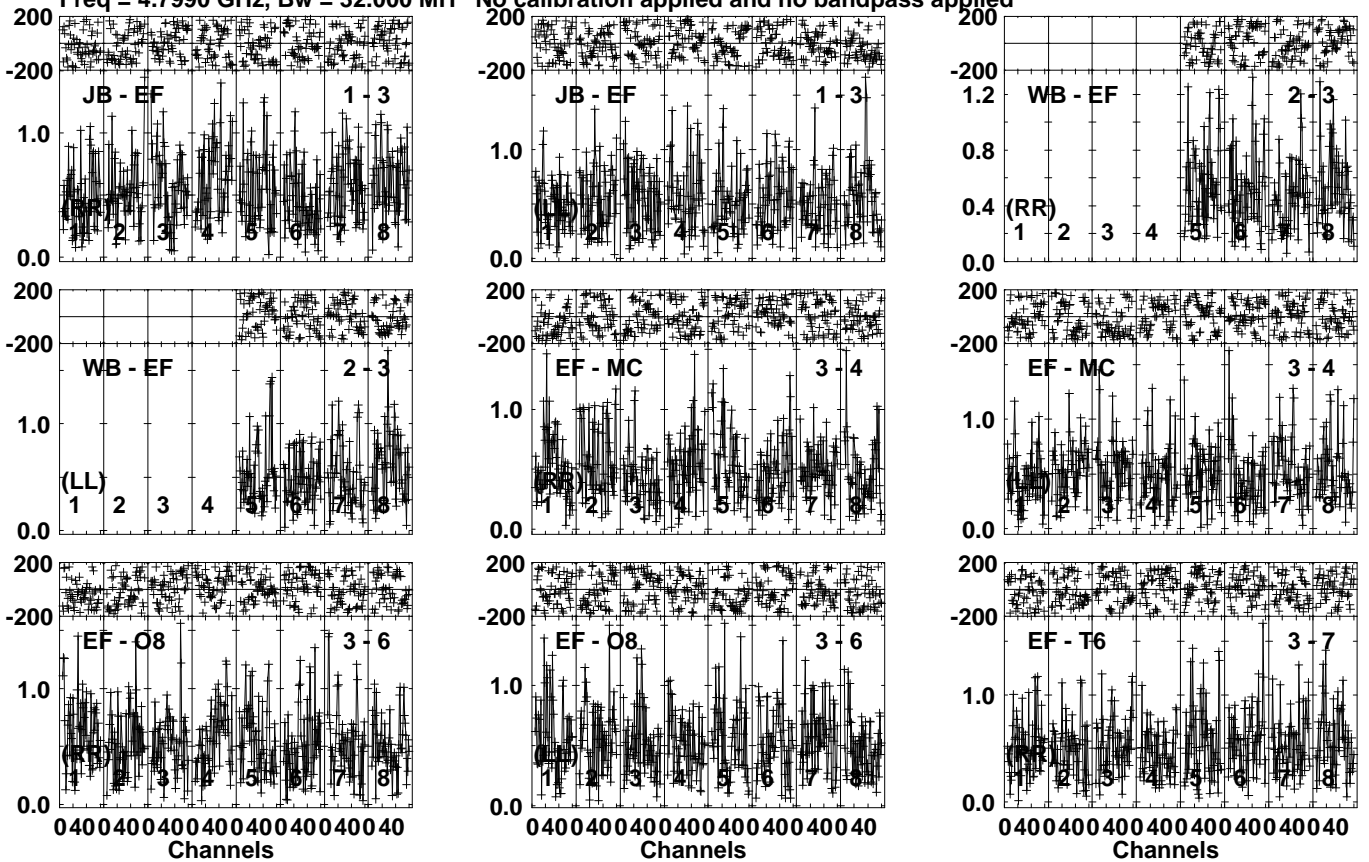 Freq = 4.7990 GHz, Bw = 32.000 MH No calibration applied and no bandpass applied
200 200 200
-200 -200 -200
JB - EF 1 - 3 JB - EF 1 - 3 WB - EF 2 - 3
1.2
1.0 1.0 1.0
0.8
0.4
(RR) (LL) (RR)
1 2 3 4 5 6 7 8 1 2 3 4 5 6 7 8 1 2 3 4 5 6 7 8
0.0 0.0 0.0
200 200 200
-200 -200 -200
WB - EF 2 - 3 EF - MC 3 - 4 EF - MC 3 - 4
1.0 1.0 1.0
(LL) (RR) (LL)
1 2 3 4 5 6 7 8 1 2 3 4 5 6 7 8 1 2 3 4 5 6 7 8
0.0 0.0 0.0
200 200 200
-200 -200 -200
EF - O8 3 - 6 EF - O8 3 - 6 EF - T6 3 - 7
1.0 1.0 1.0
(RR) (LL) (RR)
1 2 3 4 5 6 7 8 1 2 3 4 5 6 7 8 1 2 3 4 5 6 7 8
0.0 0.0 0.0
0 40 0 40 0 40 0 40 0 40 0 40 0 40 0 40 0 40 0 40 0 40 0 40 0 40 0 40 0 40 0 40 0 40 0 40 0 40 0 40 0 40 0 40 0 40 0 40
Channels Channels Channels